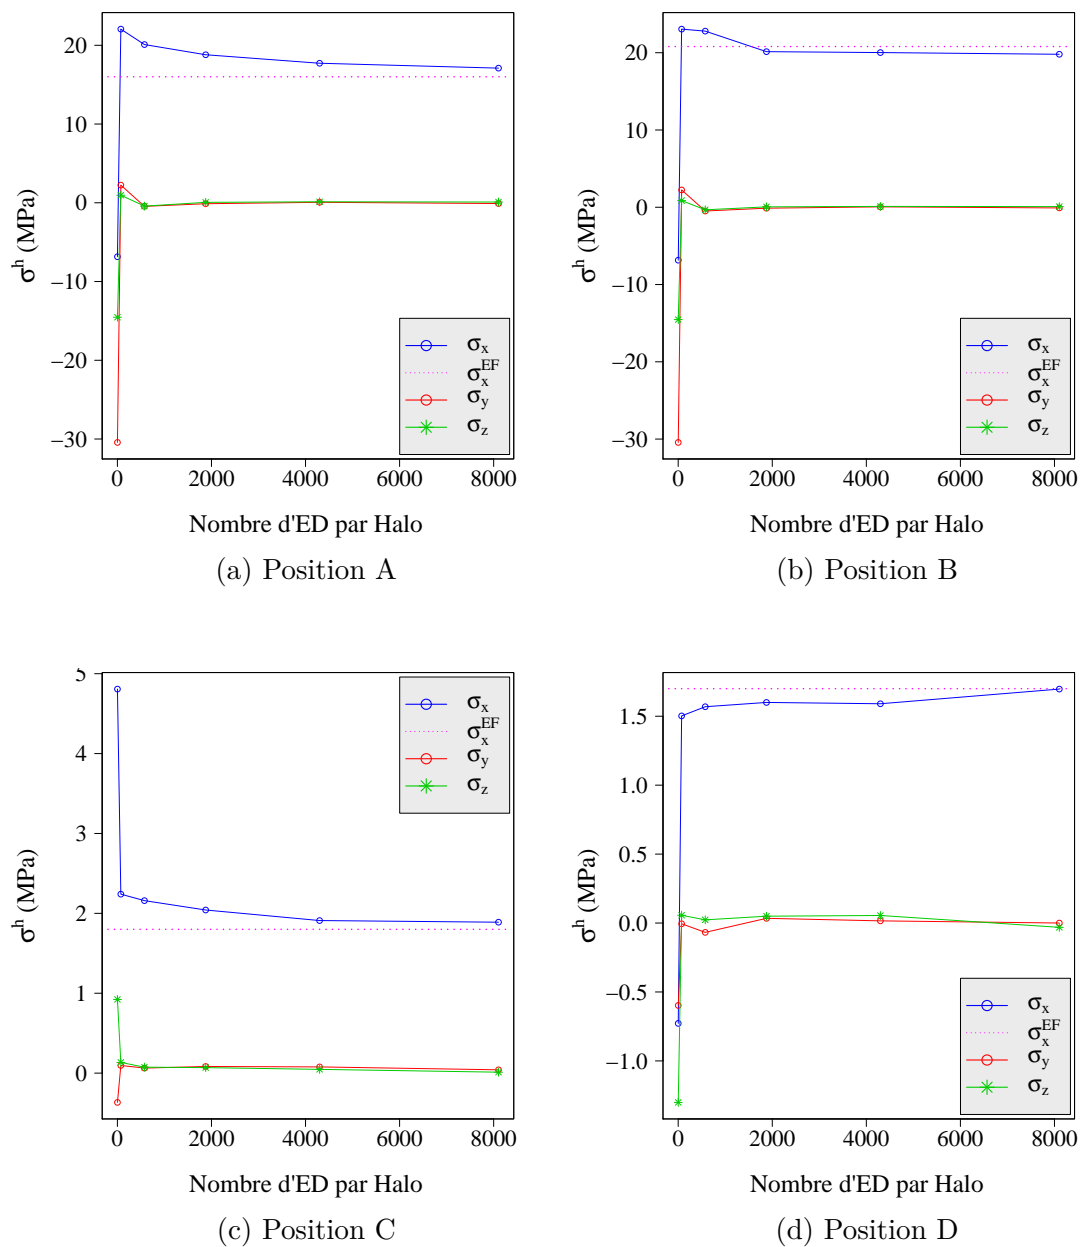 20
10
0
−10
−20
−30
σʰ (MPa)
σx
σxEF
σy
σz
0 2000 4000 6000 8000
Nombre d'ED par Halo
(a) Position A
20
10
0
−10
−20
−30
σʰ (MPa)
σx
σxEF
σy
σz
0 2000 4000 6000 8000
Nombre d'ED par Halo
(b) Position B
5
4
3
2
1
0
σʰ (MPa)
σx
σxEF
σy
σz
0 2000 4000 6000 8000
Nombre d'ED par Halo
(c) Position C
1.5
1.0
0.5
0.0
−0.5
−1.0
σʰ (MPa)
σx
σxEF
σy
σz
0 2000 4000 6000 8000
Nombre d'ED par Halo
(d) Position D